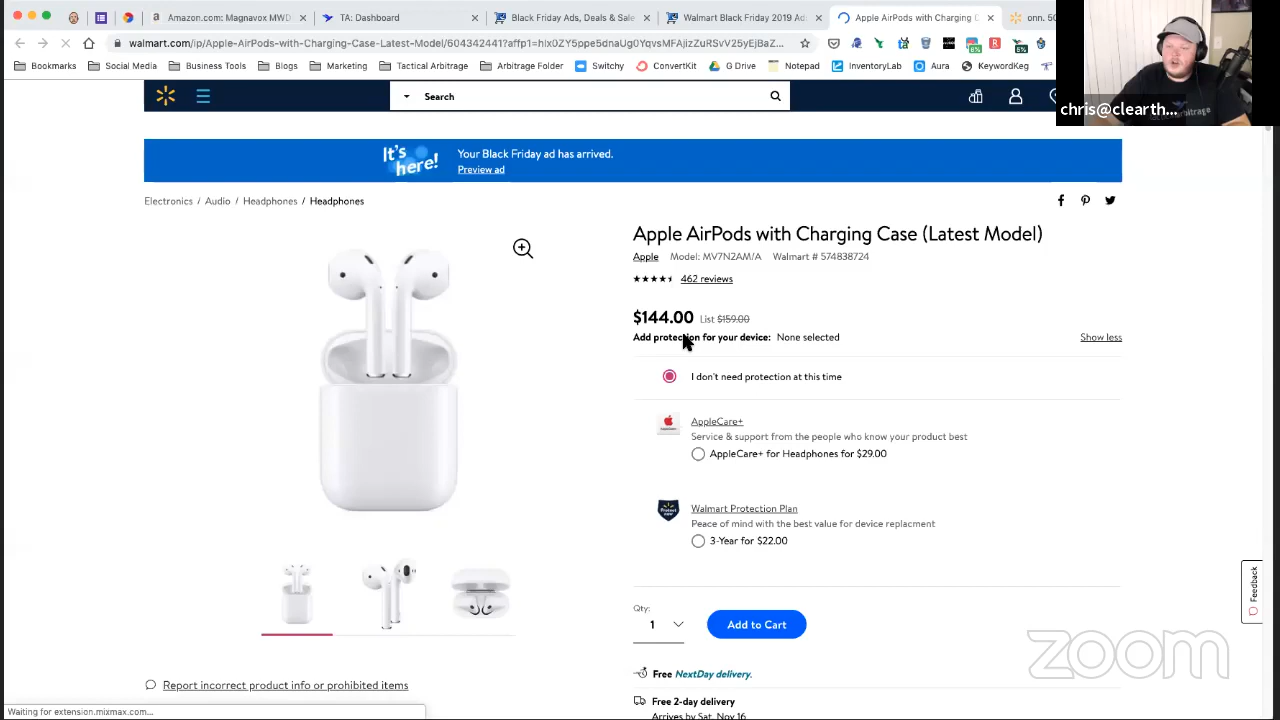 Amazon.com: Magnavox MWD
TA: Dashboard
Black Friday Ads, Deals & Sale
Walmart Black Friday 2019 Ad
Apple AirPods with Charging C
onn. 50
walmart.com/ip/Apple-AirPods-with-Charging-Case-Latest-Model/604342441?affp1=
Bookmarks
Social Media
Business Tools
Blogs
Marketing
Tactical Arbitrage
Arbitrage Folder
Switchy
ConvertKit
G Drive
Notepad
InventoryLab
Aura
KeywordKeg
chris@clearth...
Search
It's here!
Your Black Friday ad has arrived.
Preview ad
Electronics / Audio / Headphones / Headphones
Apple AirPods with Charging Case (Latest Model)
Apple Model: MV7N2AM/A Walmart # 574838724
462 reviews
$144.00 List $159.00
Add protection for your device: None selected
Show less
I don't need protection at this time
AppleCare+
Service & support from the people who know your product best
AppleCare+ for Headphones for $29.00
Walmart Protection Plan
Peace of mind with the best value for device replacment
3-Year for $22.00
Qty:
1
Add to Cart
Feedback
zoom
Free NextDay delivery.
Report incorrect product info or prohibited items
Free 2-day delivery
Arrives by Sat, Nov 16
Waiting for extension.mixmax.com...